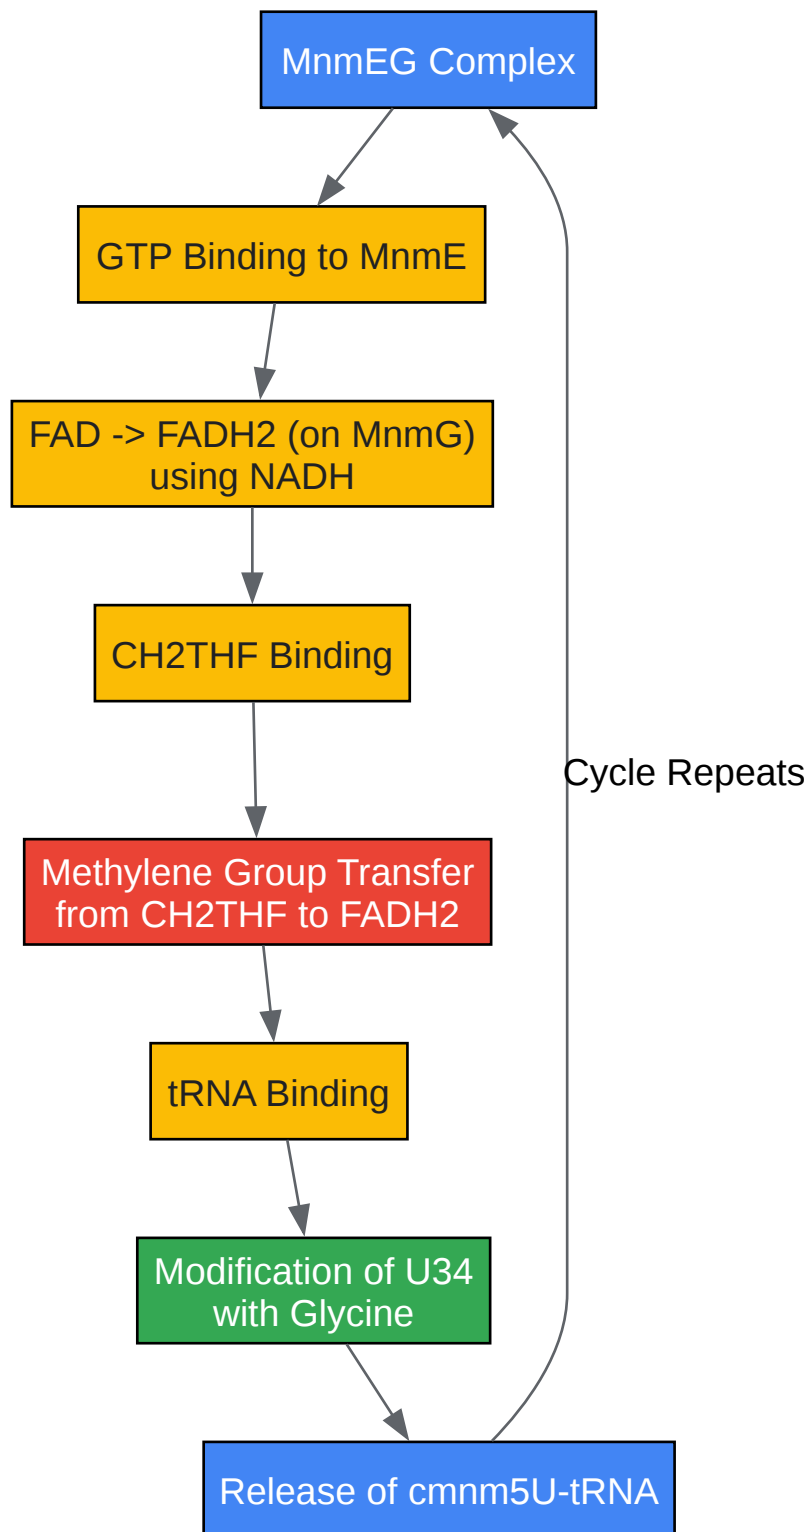 MnmEG Complex
GTP Binding to MnmE
FAD -> FADH2 (on MnmG)
using NADH
CH2THF Binding
Cycle Repeats
Methylene Group Transfer
from CH2THF to FADH2
tRNA Binding
Modification of U34
with Glycine
Release of cmnm5U-tRNA